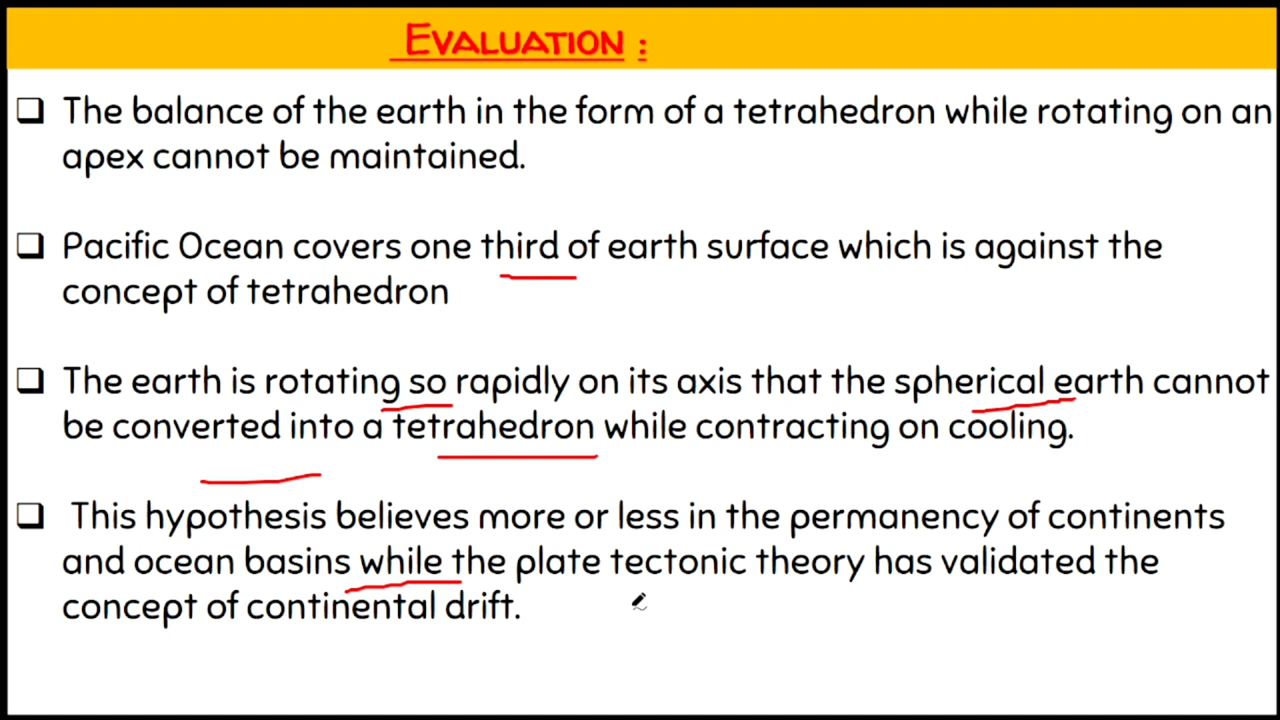 EVALUATION :
❑ The balance of the earth in the form of a tetrahedron while rotating on an
apex cannot be maintained.
❑ Pacific Ocean covers one third of earth surface which is against the
concept of tetrahedron
❑ The earth is rotating so rapidly on its axis that the spherical earth cannot
be converted into a tetrahedron while contracting on cooling.
❑ This hypothesis believes more or less in the permanency of continents
and ocean basins while the plate tectonic theory has validated the
concept of continental drift.